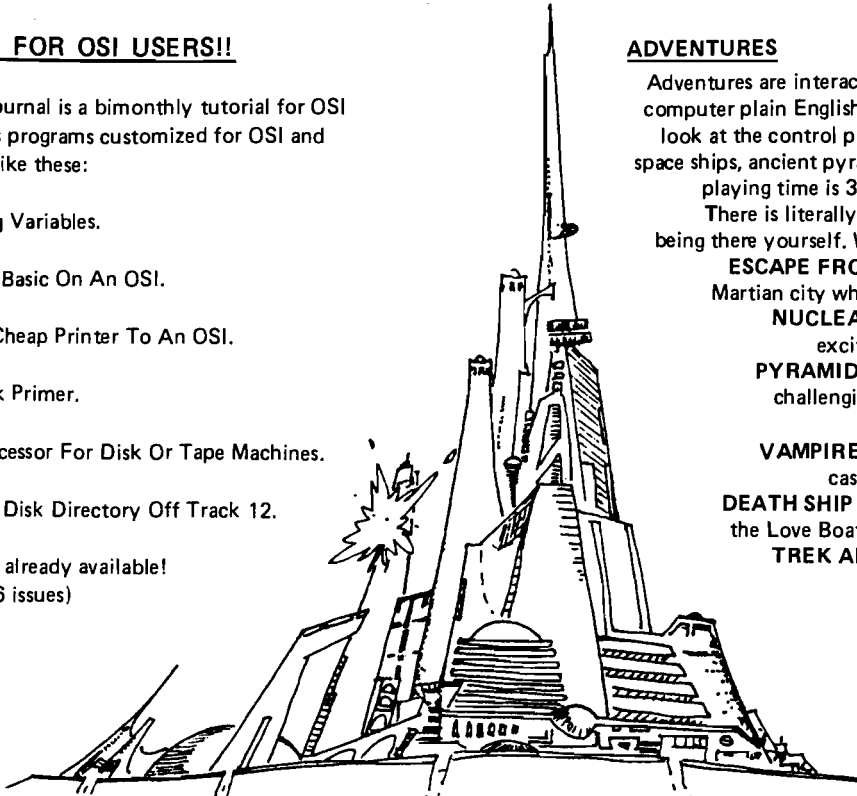 FOR OSI USERS!!
urnal is a bimonthly tutorial for OSI
programs customized for OSI and
ike these:
Variables.
Basic On An OSI.
Cheap Printer To An OSI.
Primer.
cessor For Disk Or Tape Machines.
Disk Directory Off Track 12.
already available!
6 issues)
ADVENTURES
Adventures are interac
computer plain English
look at the control p
space ships, ancient pyr
playing time is 3
There is literally
being there yourself. W
ESCAPE FRO
Martian city wh
NUCLEA
exci
PYRAMID
challengi
VAMPIRE
cas
DEATH SHIP
the Love Boat
TREK A